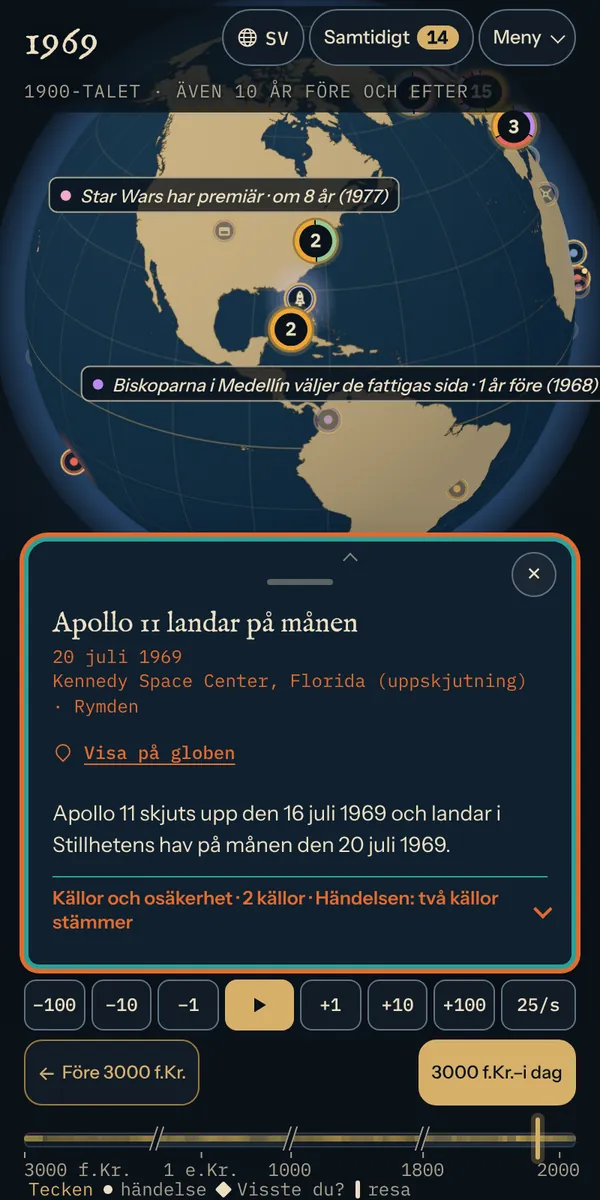 1969
SV
Samtidigt 14
Meny
1900-TALET · ÄVEN 10 ÅR FÖRE OCH EFTER
15
3
Star Wars har premiär · om 8 år (1977)
2
2
Biskoparna i Medellín väljer de fattigas sida · 1 år före (1968)
×
Apollo 11 landar på månen
20 juli 1969
Kennedy Space Center, Florida (uppskjutning)
· Rymden
Visa på globen
Apollo 11 skjuts upp den 16 juli 1969 och landar i
Stillhetens hav på månen den 20 juli 1969.
Källor och osäkerhet · 2 källor · Händelsen: två källor
stämmer
−100 −10 −1 +1 +10 +100 25/s
← Före 3000 f.Kr.
3000 f.Kr.–i dag
3000 f.Kr. 1 e.Kr. 1000 1800 2000
Tecken händelse Visste du? resa